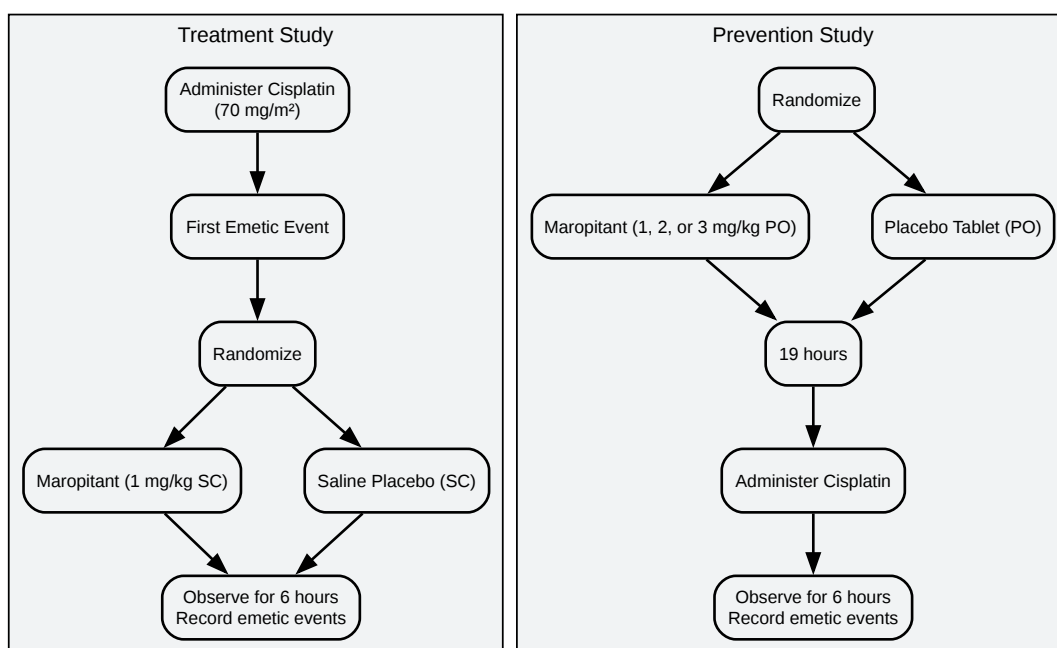 Treatment Study
Administer Cisplatin
(70 mg/m²)
First Emetic Event
Randomize
Maropitant (1 mg/kg SC)
Saline Placebo (SC)
Observe for 6 hours
Record emetic events
Prevention Study
Randomize
Maropitant (1, 2, or 3 mg/kg PO)
Placebo Tablet (PO)
19 hours
Administer Cisplatin
Observe for 6 hours
Record emetic events